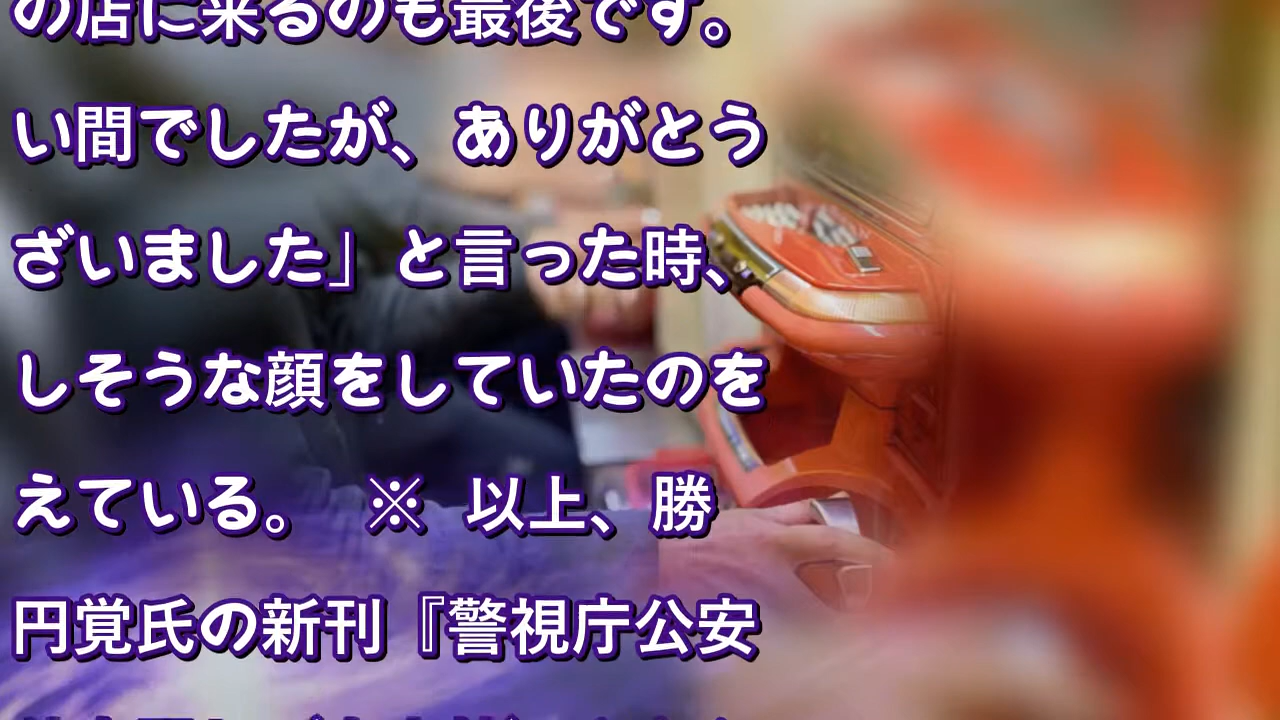 の店に来るのも最後です。
い間でしたが、ありがとう
ざいました」と言った時、
しそうな顔をしていたのを
えている。 ※ 以上、勝
円覚氏の新刊『警視庁公安